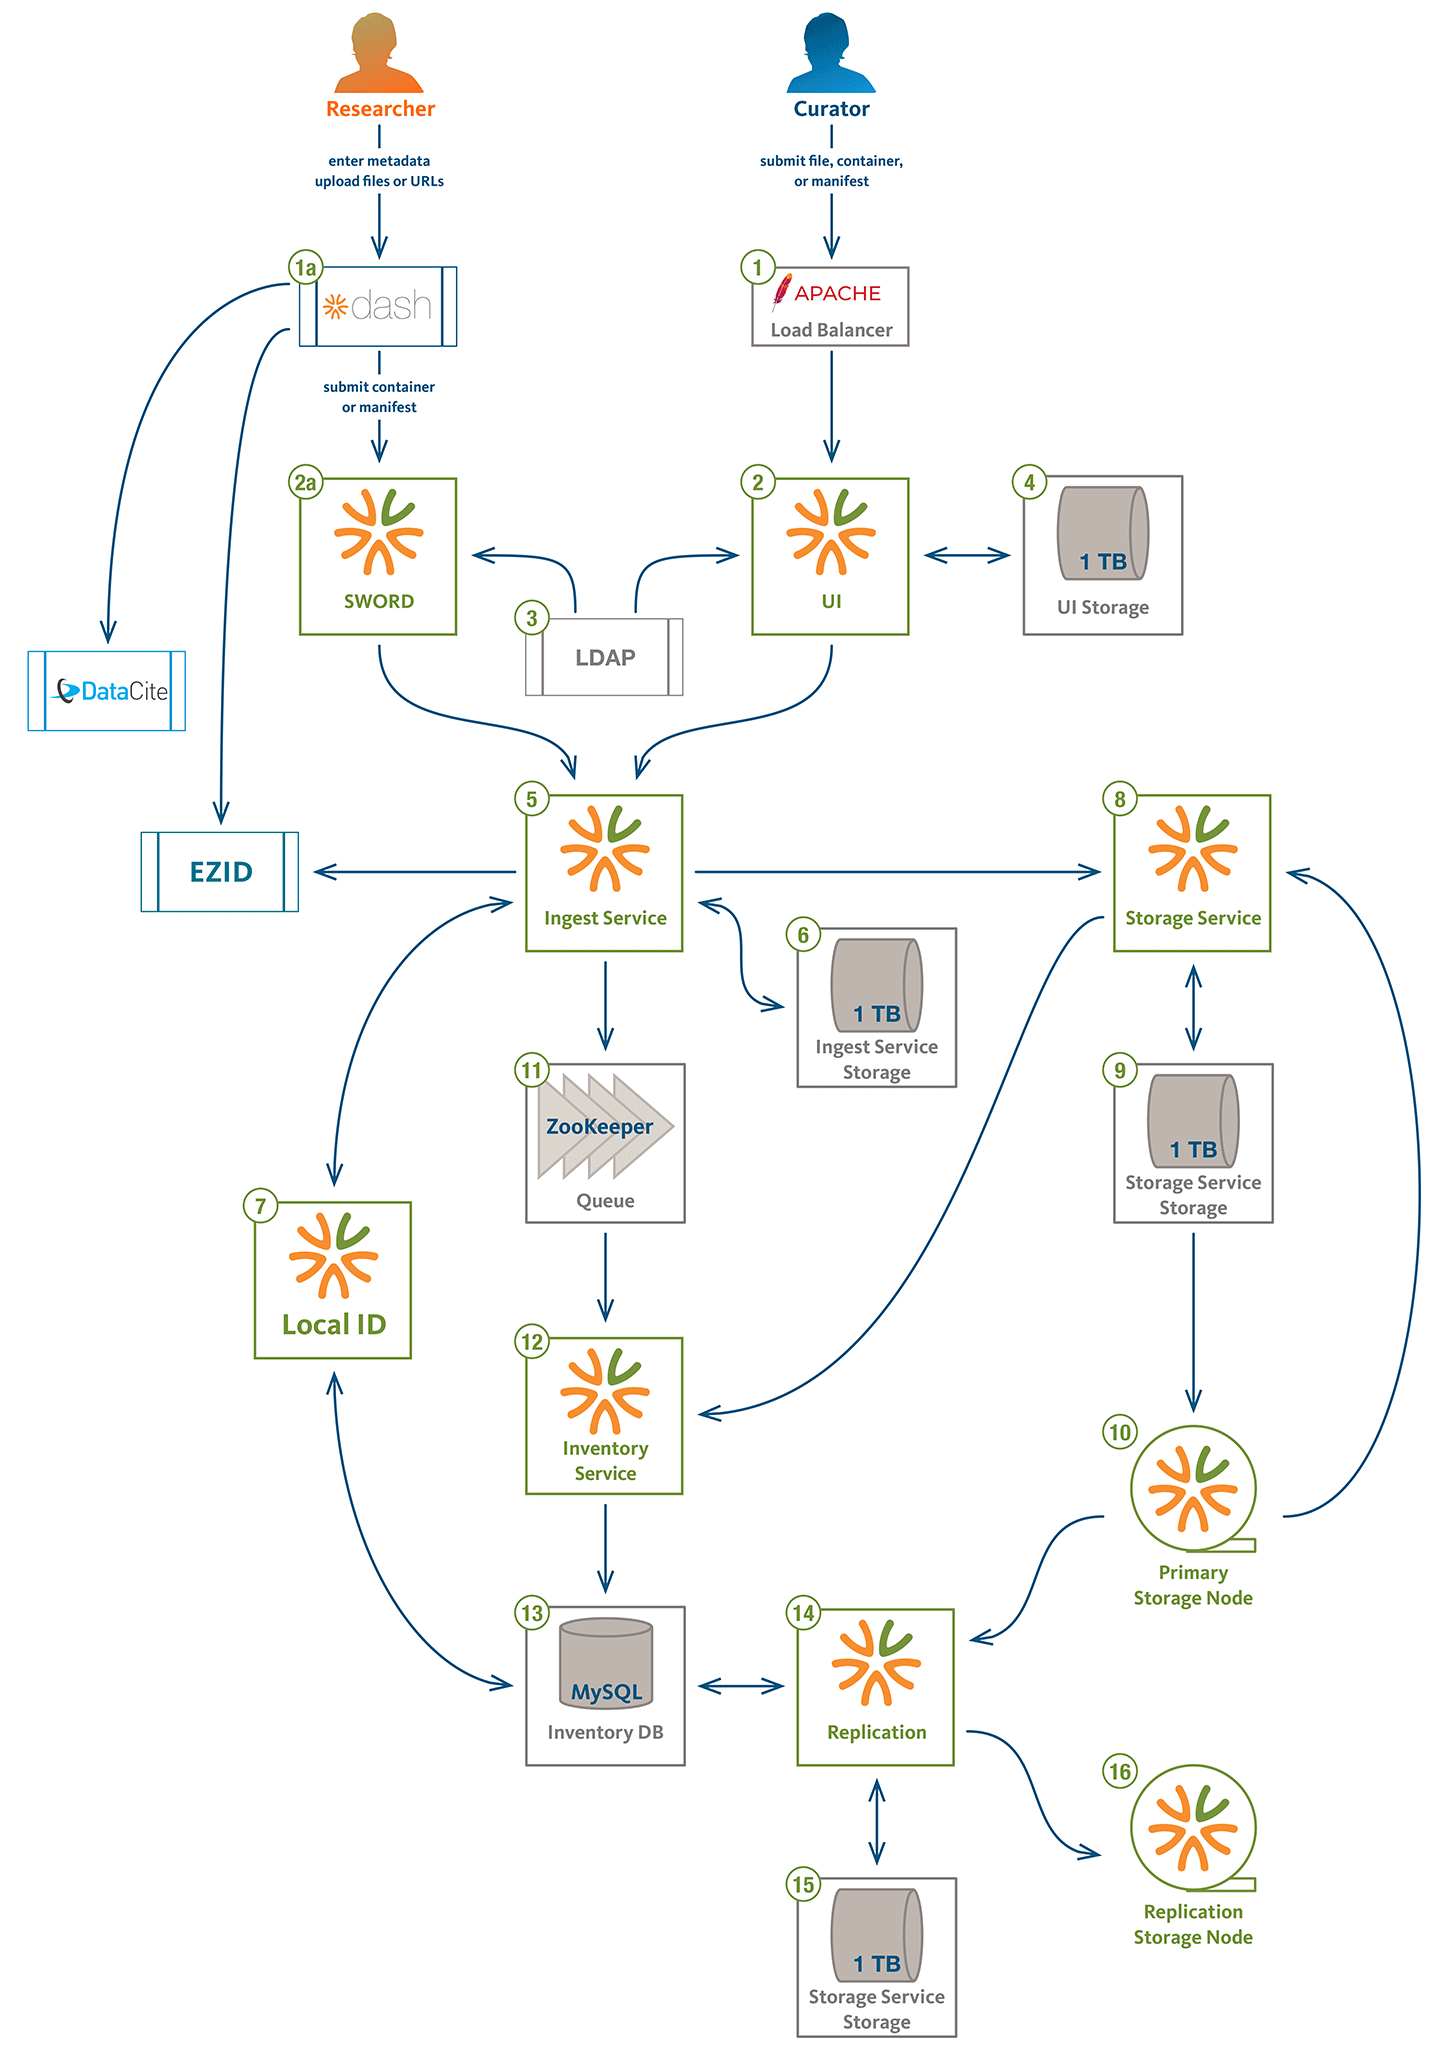 Researcher
Curator
enter metadata
upload files or URLs
submit file, container,
or manifest
1a
dash
1
APACHE
Load Balancer
submit container
or manifest
2a
SWORD
2
UI
4
1 TB
UI Storage
3
LDAP
DataCite
5
Ingest Service
8
Storage Service
EZID
6
1 TB
Ingest Service
Storage
11
ZooKeeper
Queue
9
1 TB
Storage Service
Storage
7
Local ID
12
Inventory
Service
10
Primary
Storage Node
13
MySQL
Inventory DB
14
Replication
16
Replication
Storage Node
15
1 TB
Storage Service
Storage